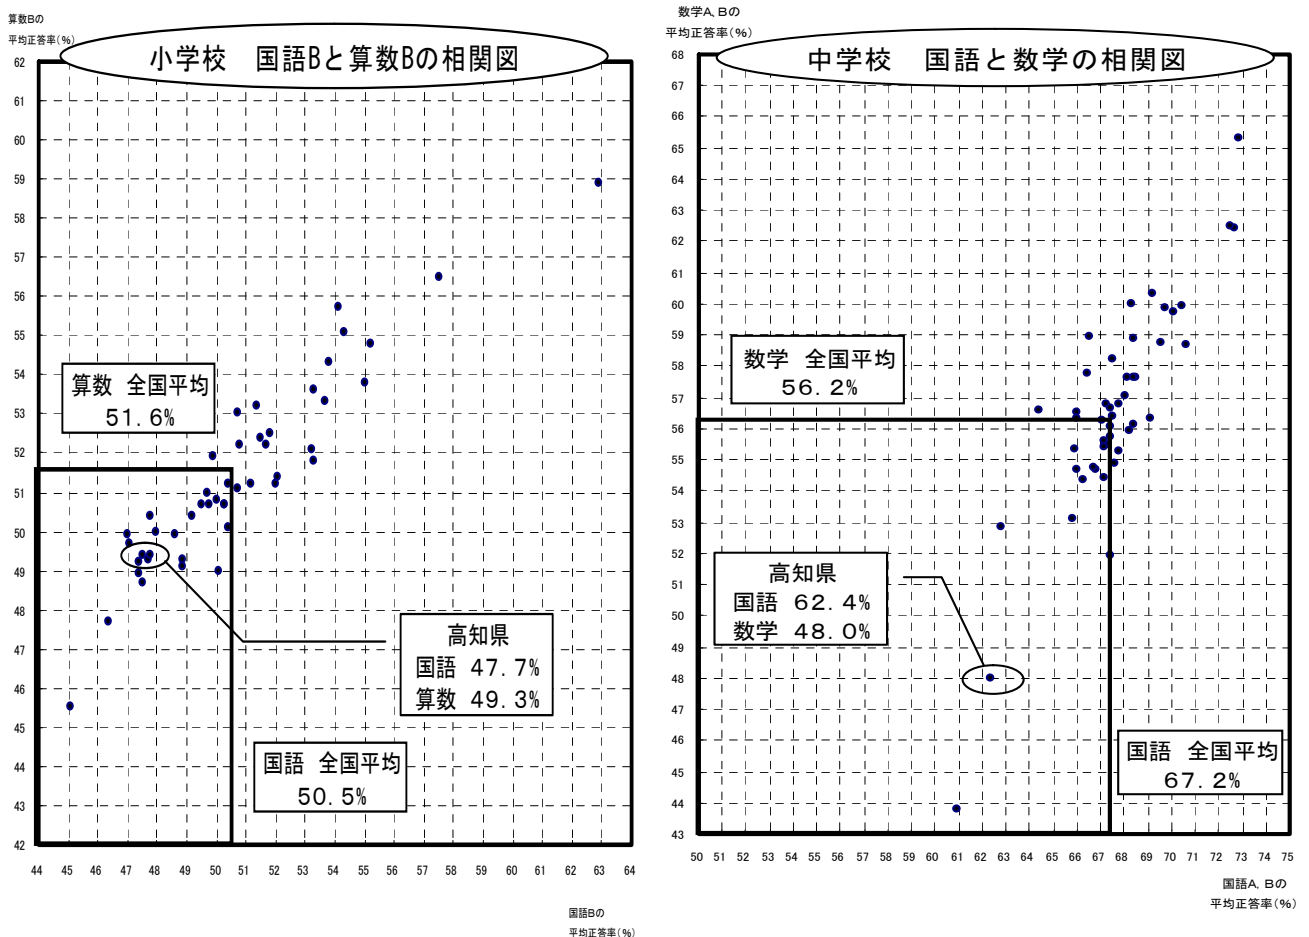 算数Bの
平均正答率(%)
小学校　国語Bと算数Bの相関図
62
61
60
59
58
57
56
55
54
53
52
51
50
49
48
47
46
45
44
43
42
算数 全国平均
51.6%
高知県
国語 47.7%
算数 49.3%
国語 全国平均
50.5%
44 45 46 47 48 49 50 51 52 53 54 55 56 57 58 59 60 61 62 63 64
国語Bの
平均正答率(%)
数学A, Bの
平均正答率(%)
中学校　国語と数学の相関図
68
67
66
65
64
63
62
61
60
59
58
57
56
55
54
53
52
51
50
49
48
47
46
45
44
43
数学 全国平均
56.2%
高知県
国語 62.4%
数学 48.0%
国語 全国平均
67.2%
50 51 52 53 54 55 56 57 58 59 60 61 62 63 64 65 66 67 68 69 70 71 72 73 74 75
国語A, Bの
平均正答率(%)